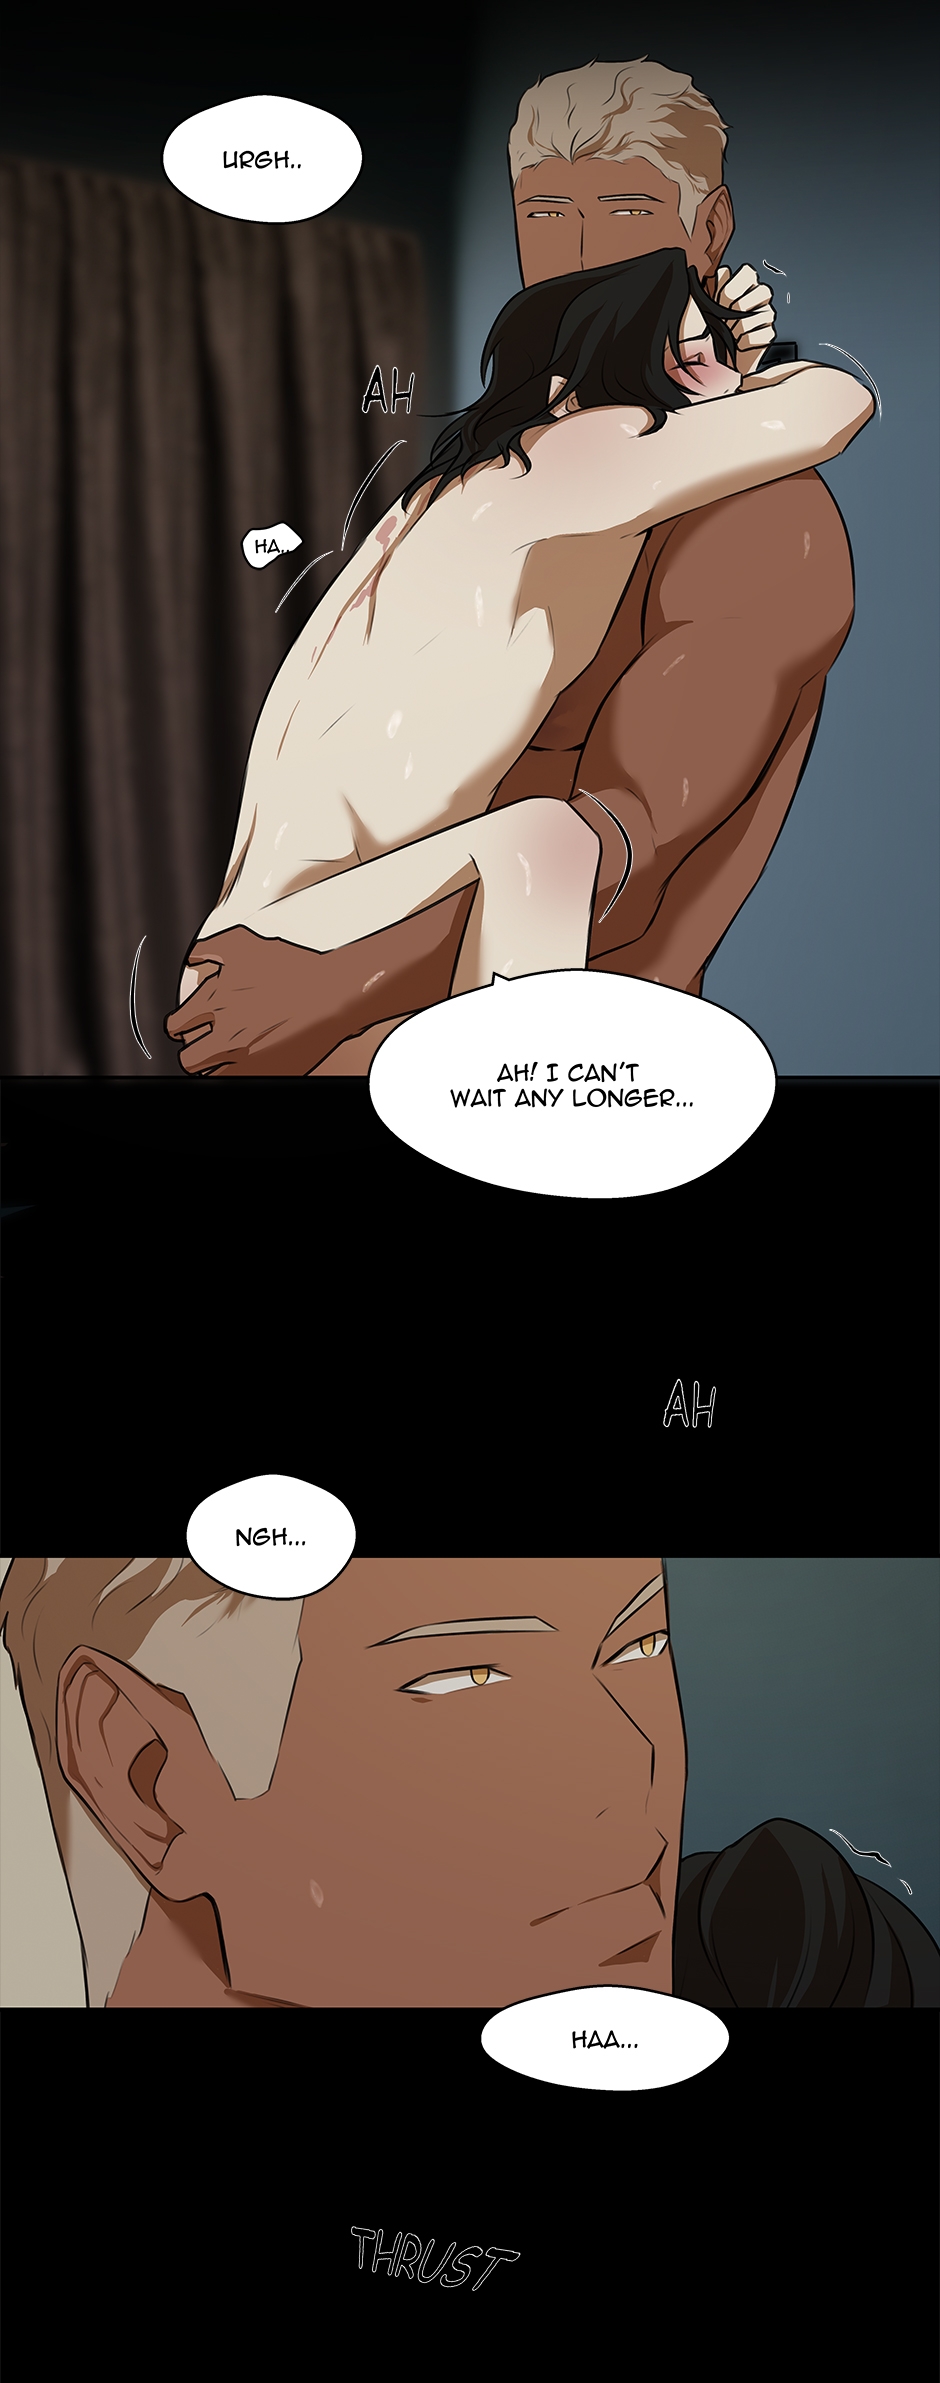 URGH..
AH
HA..
AH! I CAN'T
WAIT ANY LONGER...
AH
NGH...
HAA...
THRUST